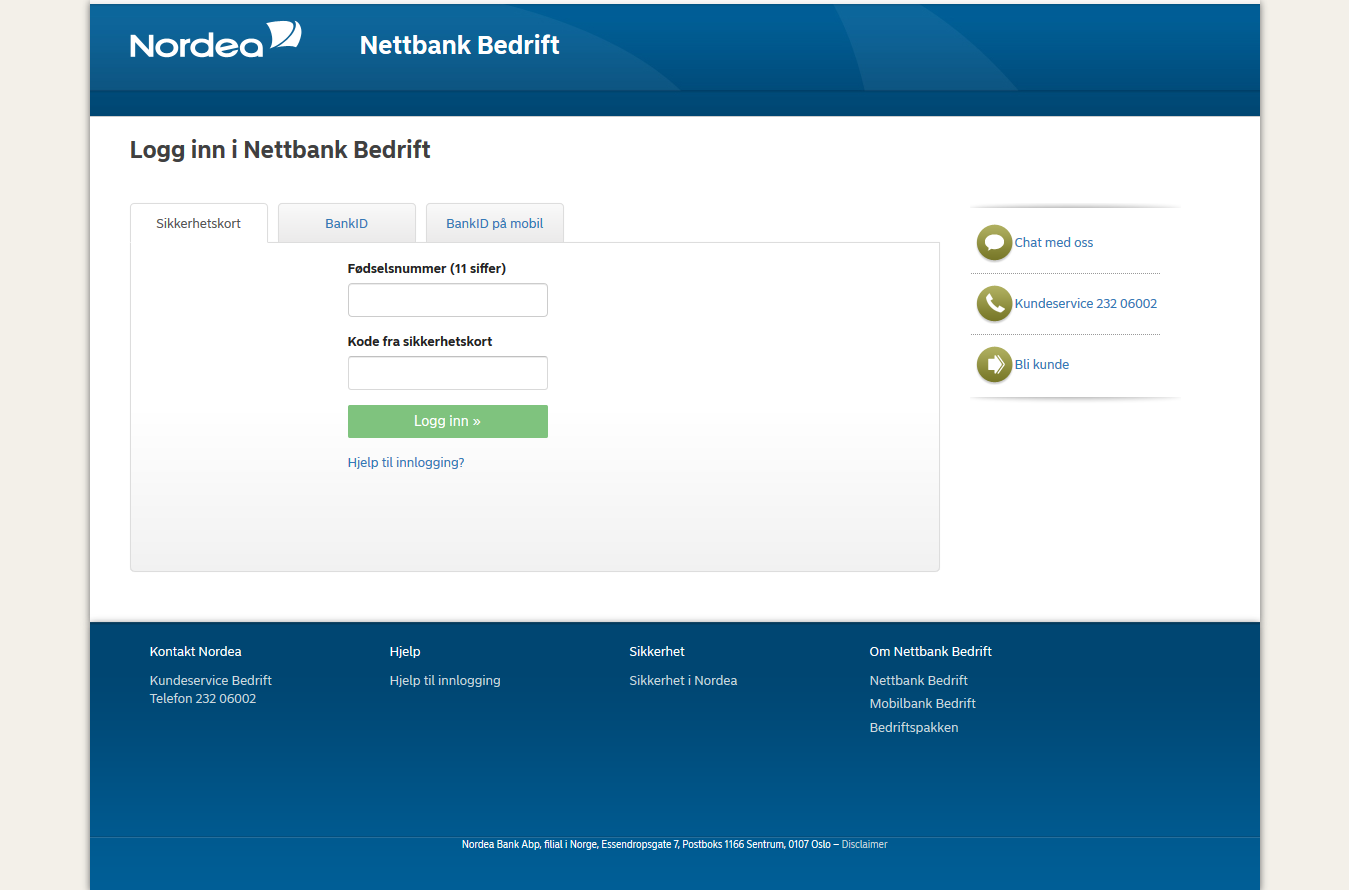 Nordea
Nettbank Bedrift
Logg inn i Nettbank Bedrift
Sikkerhetskort
BankID
BankID på mobil
Fødselsnummer (11 siffer)
Kode fra sikkerhetskort
Logg inn »
Hjelp til innlogging?
Chat med oss
Kundeservice 232 06002
Bli kunde
Kontakt Nordea
Kundeservice Bedrift
Telefon 232 06002
Hjelp
Hjelp til innlogging
Sikkerhet
Sikkerhet i Nordea
Om Nettbank Bedrift
Nettbank Bedrift
Mobilbank Bedrift
Bedriftspakken
Nordea Bank Abp, filial i Norge, Essendropsgate 7, Postboks 1166 Sentrum, 0107 Oslo – Disclaimer